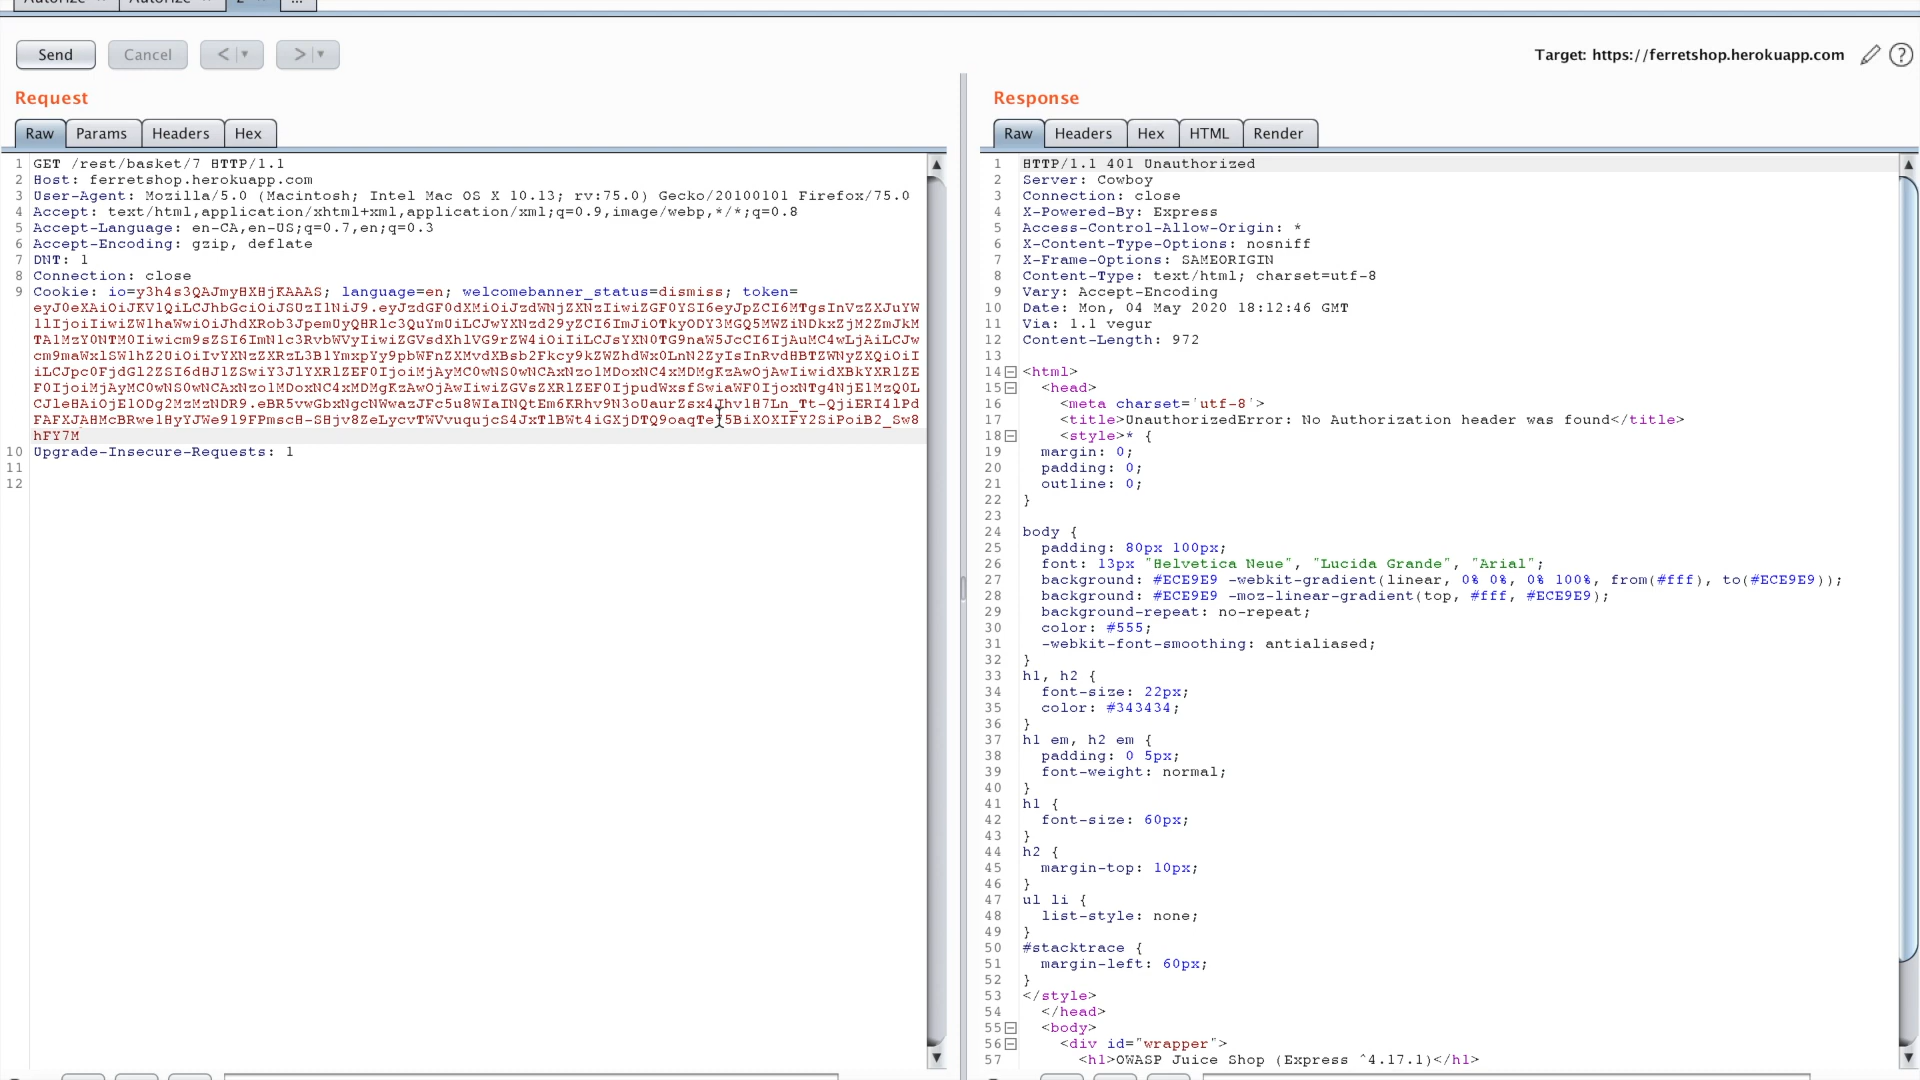 Send
Cancel
<
>
Target: https://ferretshop.herokuapp.com
?
Request
Raw
Params
Headers
Hex
1 GET /rest/basket/7 HTTP/1.1
2 Host: ferretshop.herokuapp.com
3 User-Agent: Mozilla/5.0 (Macintosh; Intel Mac OS X 10.13; rv:75.0) Gecko/20100101 Firefox/75.0
4 Accept: text/html,application/xhtml+xml,application/xml;q=0.9,image/webp,*/*;q=0.8
5 Accept-Language: en-CA,en-US;q=0.7,en;q=0.3
6 Accept-Encoding: gzip, deflate
7 DNT: 1
8 Connection: close
9 Cookie: io=y3h4s3QAJmyHXHjKAAAS; language=en; welcomebanner_status=dismiss; token=
hFY7M
10 Upgrade-Insecure-Requests: 1
11
12
Response
Raw
Headers
Hex
HTML
Render
1 HTTP/1.1 401 Unauthorized
2 Server: Cowboy
3 Connection: close
4 X-Powered-By: Express
5 Access-Control-Allow-Origin: *
6 X-Content-Type-Options: nosniff
7 X-Frame-Options: SAMEORIGIN
8 Content-Type: text/html; charset=utf-8
9 Vary: Accept-Encoding
10 Date: Mon, 04 May 2020 18:12:46 GMT
11 Via: 1.1 vegur
12 Content-Length: 972
13
14 <html>
15 <head>
16 <meta charset='utf-8'>
17 <title>UnauthorizedError: No Authorization header was found</title>
18 <style>* {
19 margin: 0;
20 padding: 0;
21 outline: 0;
22 }
23
24 body {
25 padding: 80px 100px;
26 font: 13px "Helvetica Neue", "Lucida Grande", "Arial";
27 background: #ECE9E9 -webkit-gradient(linear, 0% 0%, 0% 100%, from(#fff), to(#ECE9E9));
28 background: #ECE9E9 -moz-linear-gradient(top, #fff, #ECE9E9);
29 background-repeat: no-repeat;
30 color: #555;
31 -webkit-font-smoothing: antialiased;
32 }
33 h1, h2 {
34 font-size: 22px;
35 color: #343434;
36 }
37 h1 em, h2 em {
38 padding: 0 5px;
39 font-weight: normal;
40 }
41 h1 {
42 font-size: 60px;
43 }
44 h2 {
45 margin-top: 10px;
46 }
47 ul li {
48 list-style: none;
49 }
50 #stacktrace {
51 margin-left: 60px;
52 }
53 </style>
54 </head>
55 <body>
56 <div id="wrapper">
57 <h1>OWASP Juice Shop (Express ^4.17.1)</h1>